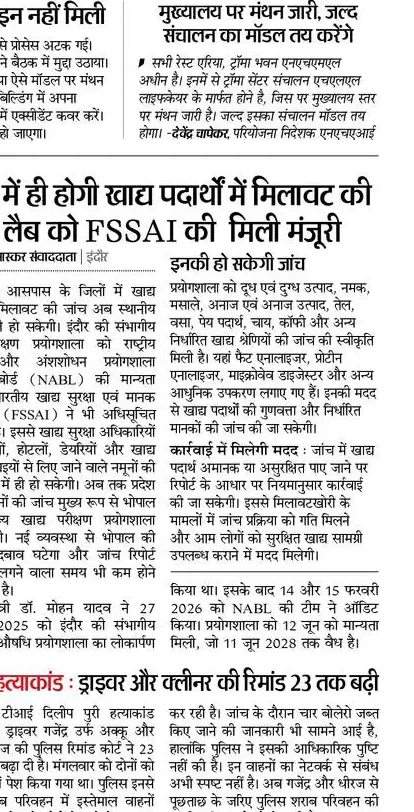 इन नहीं मिली
से प्रोसेस अटक गई।
ने बैठक में मुद्दा उठाया।
ऐसे मॉडल पर मंथन
बिल्डिंग में अपना
में एक्सीडेंट कवर करें।
हो जाएगा।
मुख्यालय पर मंथन जारी, जल्द
संचालन का मॉडल तय करेंगे
सभी रेस्ट एरिया, ट्रॉमा भवन एनएचएमएल
अधीन है। इनमें से ट्रॉमा सेंटर संचालन एचएलएल
लाइफकेयर के मार्फत होने है, जिस पर मुख्यालय स्तर
पर मंथन जारी है। जल्द इसका संचालन मॉडल तय
होगा। -देवेंद्र चापेकर, परियोजना निदेशक एनएचएआई
में ही होगी खाद्य पदार्थों में मिलावट की
लैब को FSSAI की मिली मंजूरी
भास्कर संवाददाता | इंदौर
आसपास के जिलों में खाद्य
मिलावट की जांच अब स्थानीय
हो सकेगी। इंदौर की संभागीय
क्षण प्रयोगशाला को राष्ट्रीय
और अंशशोधन प्रयोगशाला
बोर्ड (NABL) की मान्यता
भारतीय खाद्य सुरक्षा एवं मानक
(FSSAI) ने भी अधिसूचित
। इससे खाद्य सुरक्षा अधिकारियों
ों, होटलों, डेयरियों और खाद्य
इयों से लिए जाने वाले नमूनों की
में ही हो सकेगी। अब तक प्रदेश
नों की जांच मुख्य रूप से भोपाल
य खाद्य परीक्षण प्रयोगशाला
ी। नई व्यवस्था से भोपाल की
दबाव घटेगा और जांच रिपोर्ट
लगने वाला समय भी कम होने
है।
त्री डॉ. मोहन यादव ने 27
2025 को इंदौर की संभागीय
औषधि प्रयोगशाला का लोकार्पण
इनकी हो सकेगी जांच
प्रयोगशाला को दूध एवं दुग्ध उत्पाद, नमक,
मसाले, अनाज एवं अनाज उत्पाद, तेल,
वसा, पेय पदार्थ, चाय, कॉफी और अन्य
निर्धारित खाद्य श्रेणियों की जांच की स्वीकृति
मिली है। यहां फैट एनालाइजर, प्रोटीन
एनालाइजर, माइक्रोवेव डाइजेस्टर और अन्य
आधुनिक उपकरण लगाए गए हैं। इनकी मदद
से खाद्य पदार्थों की गुणवत्ता और निर्धारित
मानकों की जांच की जा सकेगी।
कार्रवाई में मिलेगी मदद : जांच में खाद्य
पदार्थ अमानक या असुरक्षित पाए जाने पर
रिपोर्ट के आधार पर नियमानुसार कार्रवाई
की जा सकेगी। इससे मिलावटखोरी के
मामलों में जांच प्रक्रिया को गति मिलने
और आम लोगों को सुरक्षित खाद्य सामग्री
उपलब्ध कराने में मदद मिलेगी।
किया था। इसके बाद 14 और 15 फरवरी
2026 को NABL की टीम ने ऑडिट
किया। प्रयोगशाला को 12 जून को मान्यता
मिली, जो 11 जून 2028 तक वैध है।
हत्याकांड : ड्राइवर और क्लीनर की रिमांड 23 तक बढ़ी
टीआई दिलीप पुरी हत्याकांड
ड्राइवर गजेंद्र उर्फ अक्कू और
ज की पुलिस रिमांड कोर्ट ने 23
बढ़ा दी है। मंगलवार को दोनों को
पेश किया गया था। पुलिस इनसे
ब परिवहन में इस्तेमाल वाहनों
कर रही है। जांच के दौरान चार बोलेरो जब्त
किए जाने की जानकारी भी सामने आई है,
हालांकि पुलिस ने इसकी आधिकारिक पुष्टि
नहीं की है। इन वाहनों का नेटवर्क से संबंध
अभी स्पष्ट नहीं है। अब गजेंद्र और धीरज से
पूछताछ के जरिए पुलिस शराब परिवहन की